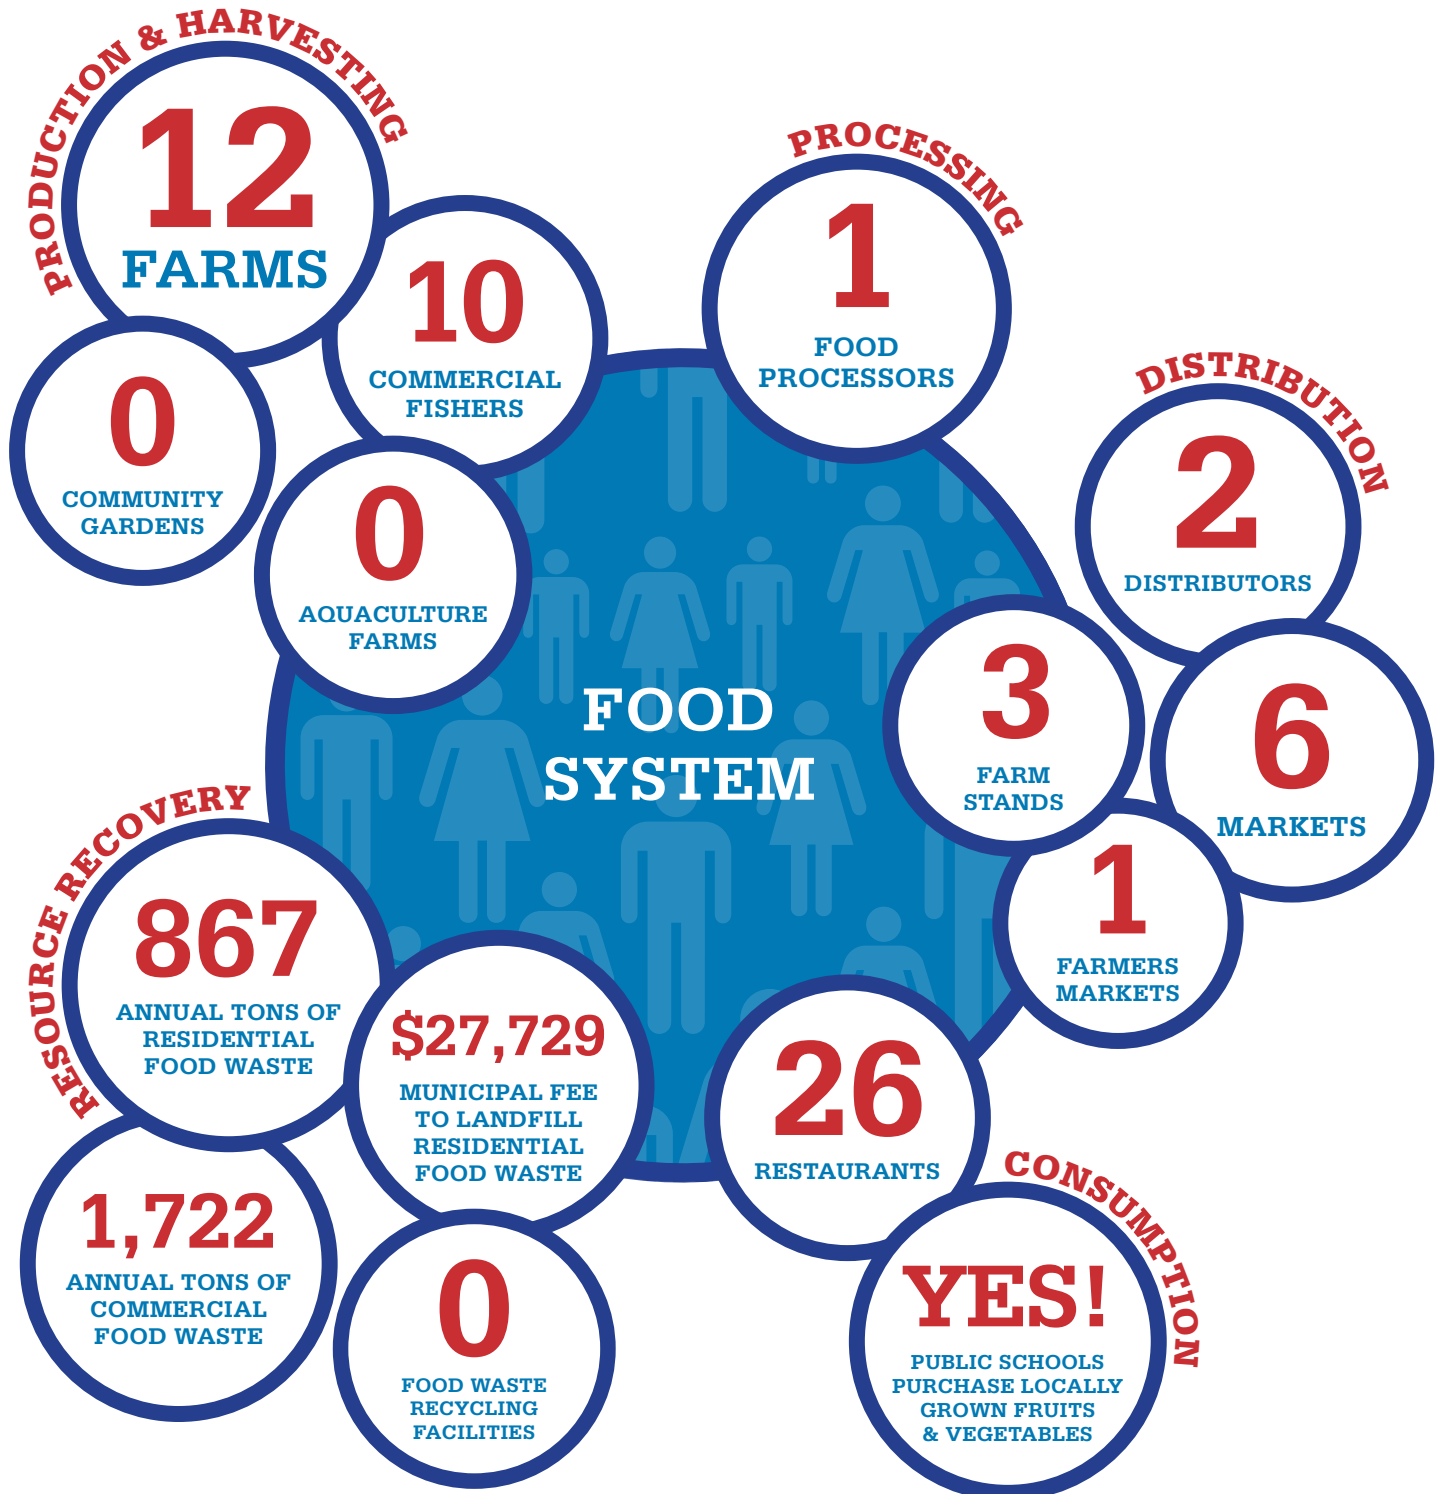 PRODUCTION & HARVESTING
12
FARMS
10
COMMERCIAL
FISHERS
0
COMMUNITY
GARDENS
0
AQUACULTURE
FARMS
PROCESSING
1
FOOD
PROCESSORS
DISTRIBUTION
2
DISTRIBUTORS
3
FARM
STANDS
6
MARKETS
1
FARMERS
MARKETS
FOOD
SYSTEM
RESOURCE RECOVERY
867
ANNUAL TONS OF
RESIDENTIAL
FOOD WASTE
$27,729
MUNICIPAL FEE
TO LANDFILL
RESIDENTIAL
FOOD WASTE
1,722
ANNUAL TONS OF
COMMERCIAL
FOOD WASTE
0
FOOD WASTE
RECYCLING
FACILITIES
26
RESTAURANTS
CONSUMPTION
YES!
PUBLIC SCHOOLS
PURCHASE LOCALLY
GROWN FRUITS
& VEGETABLES